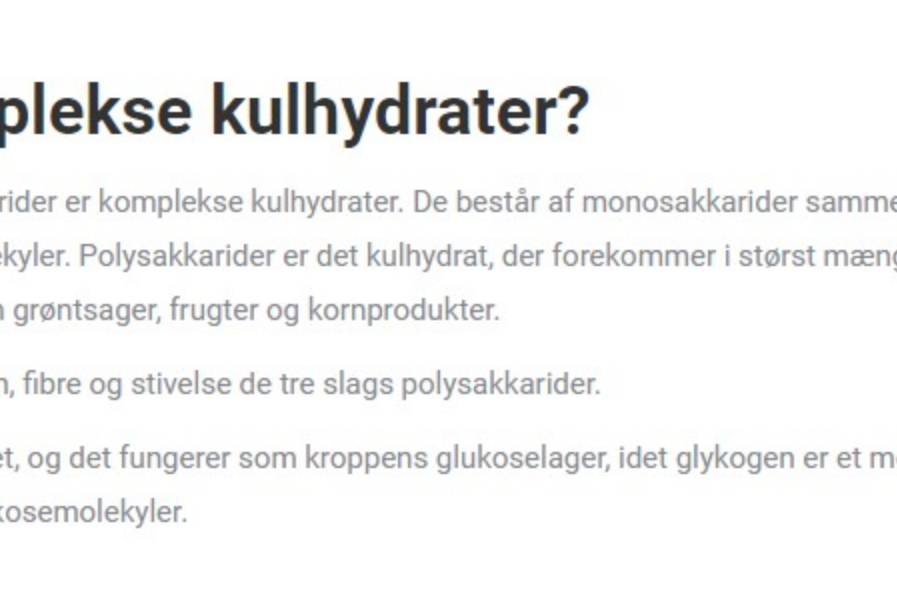 plekse kulhydrater?
rider er komplekse kulhydrater. De består af monosakkarider samme
ekyler. Polysakkarider er det kulhydrat, der forekommer i størst mæng
n grøntsager, frugter og kornprodukter.
n, fibre og stivelse de tre slags polysakkarider.
et, og det fungerer som kroppens glukoselager, idet glykogen er et m
kosemolekyler.